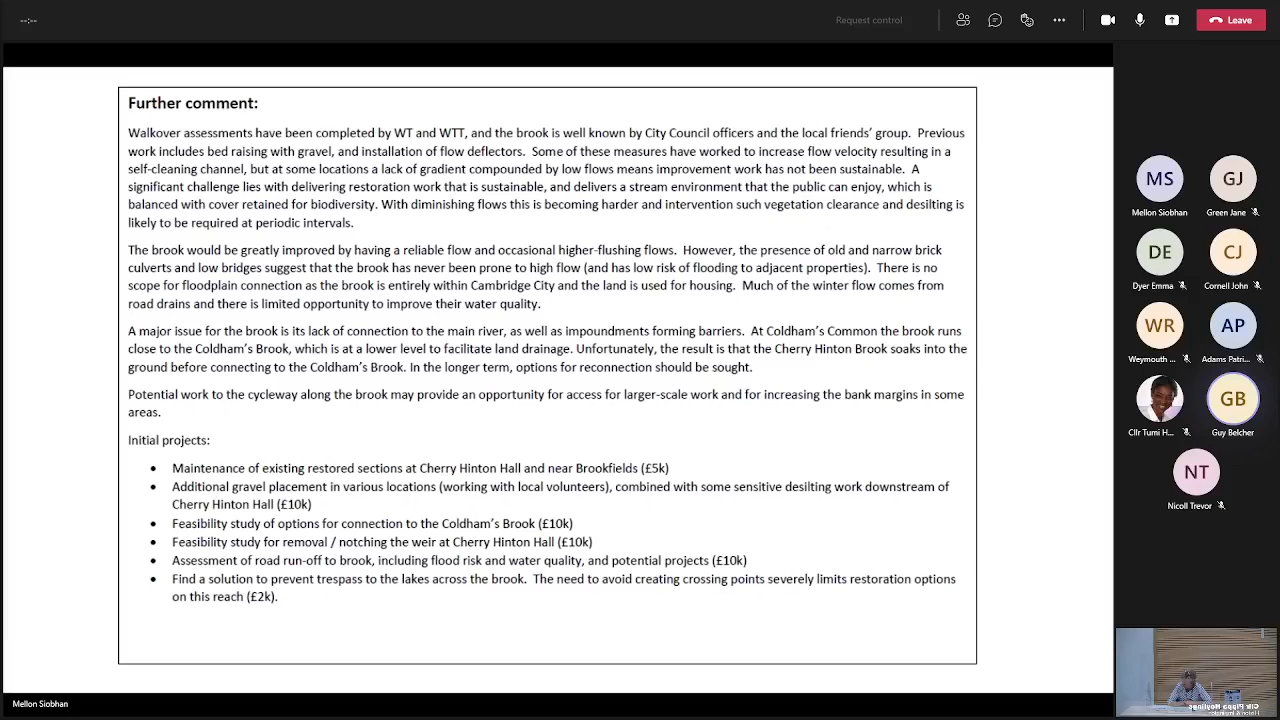 --:--
Request control
Leave
Further comment:
Walkover assessments have been completed by WT and WTT, and the brook is well known by City Council officers and the local friends' group.  Previous
work includes bed raising with gravel, and installation of flow deflectors.  Some of these measures have worked to increase flow velocity resulting in a
self-cleaning channel, but at some locations a lack of gradient compounded by low flows means improvement work has not been sustainable.  A
significant challenge lies with delivering restoration work that is sustainable, and delivers a stream environment that the public can enjoy, which is
balanced with cover retained for biodiversity. With diminishing flows this is becoming harder and intervention such vegetation clearance and desilting is
likely to be required at periodic intervals.
The brook would be greatly improved by having a reliable flow and occasional higher-flushing flows.  However, the presence of old and narrow brick
culverts and low bridges suggest that the brook has never been prone to high flow (and has low risk of flooding to adjacent properties).  There is no
scope for floodplain connection as the brook is entirely within Cambridge City and the land is used for housing.  Much of the winter flow comes from
road drains and there is limited opportunity to improve their water quality.
A major issue for the brook is its lack of connection to the main river, as well as impoundments forming barriers.  At Coldham's Common the brook runs
close to the Coldham's Brook, which is at a lower level to facilitate land drainage. Unfortunately, the result is that the Cherry Hinton Brook soaks into the
ground before connecting to the Coldham's Brook. In the longer term, options for reconnection should be sought.
Potential work to the cycleway along the brook may provide an opportunity for access for larger-scale work and for increasing the bank margins in some
areas.
Initial projects:
• Maintenance of existing restored sections at Cherry Hinton Hall and near Brookfields (£5k)
• Additional gravel placement in various locations (working with local volunteers), combined with some sensitive desilting work downstream of
Cherry Hinton Hall (£10k)
• Feasibility study of options for connection to the Coldham's Brook (£10k)
• Feasibility study for removal / notching the weir at Cherry Hinton Hall (£10k)
• Assessment of road run-off to brook, including flood risk and water quality, and potential projects (£10k)
• Find a solution to prevent trespass to the lakes across the brook.  The need to avoid creating crossing points severely limits restoration options
on this reach (£2k).
MS
GJ
Mellon Siobhan
Green Jane
DE
CJ
Dyer Emma
Cornell John
WR
AP
Weymouth ...
Adams Patri...
GB
Cllr Tumi H...
Guy Belcher
NT
Nicoll Trevor
Mellon Siobhan